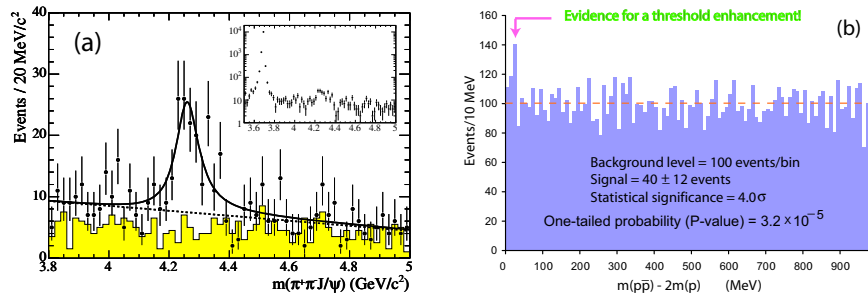 (a)
Events / 20 MeV/c²
40
30
20
10
0
3.8 4 4.2 4.4 4.6 4.8 5
m(π⁺π⁻J/ψ) (GeV/c²)
10⁴
10³
10²
10
1
3.6 3.8 4 4.2 4.4 4.6 4.8 5
Evidence for a threshold enhancement!
(b)
Events/10 MeV
160
140
120
100
80
60
40
20
0
0 100 200 300 400 500 600 700 800 900
m(pp̄) - 2m(p) (MeV)
Background level = 100 events/bin
Signal = 40 ± 12 events
Statistical significance = 4.0σ
One-tailed probability (P-value) = 3.2 × 10⁻⁵